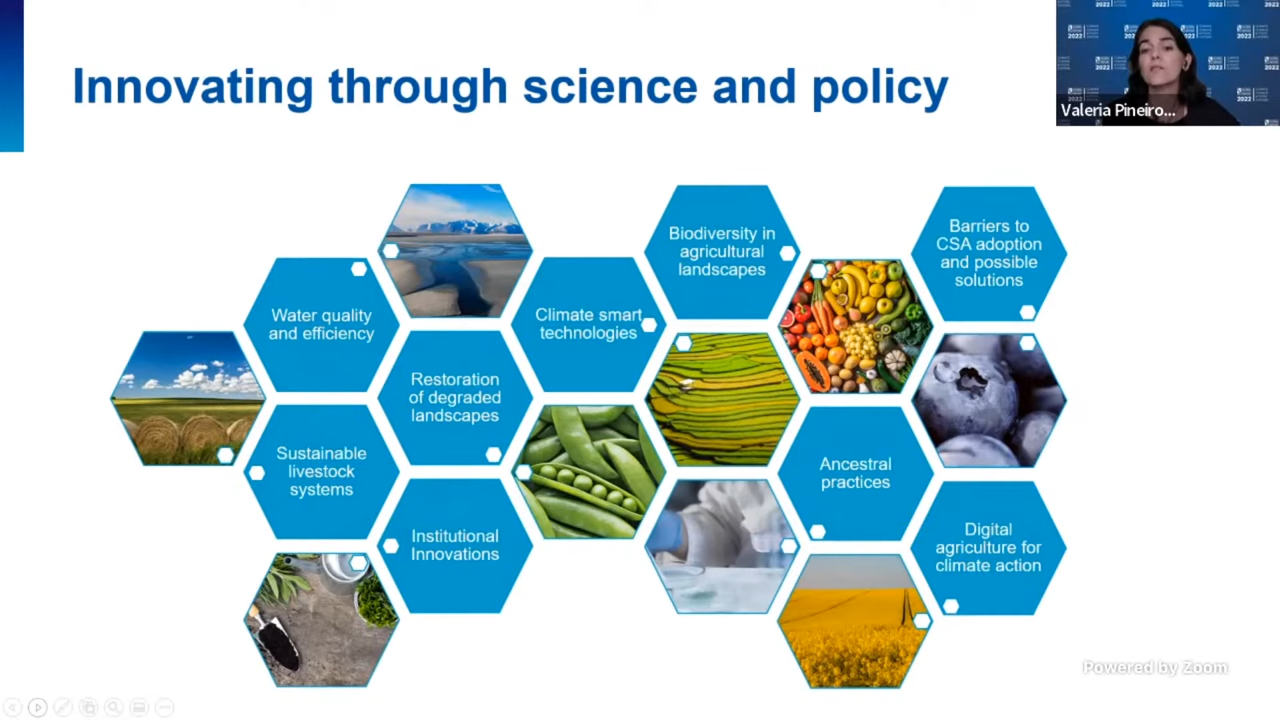 Innovating through science and policy
Valeria Pineiro...
2022
Biodiversity in
agricultural
landscapes
Barriers to
CSA adoption
and possible
solutions
Water quality
and efficiency
Climate smart
technologies
Restoration
of degraded
landscapes
Sustainable
livestock
systems
Ancestral
practices
Institutional
Innovations
Digital
agriculture for
climate action
Powered by Zoom